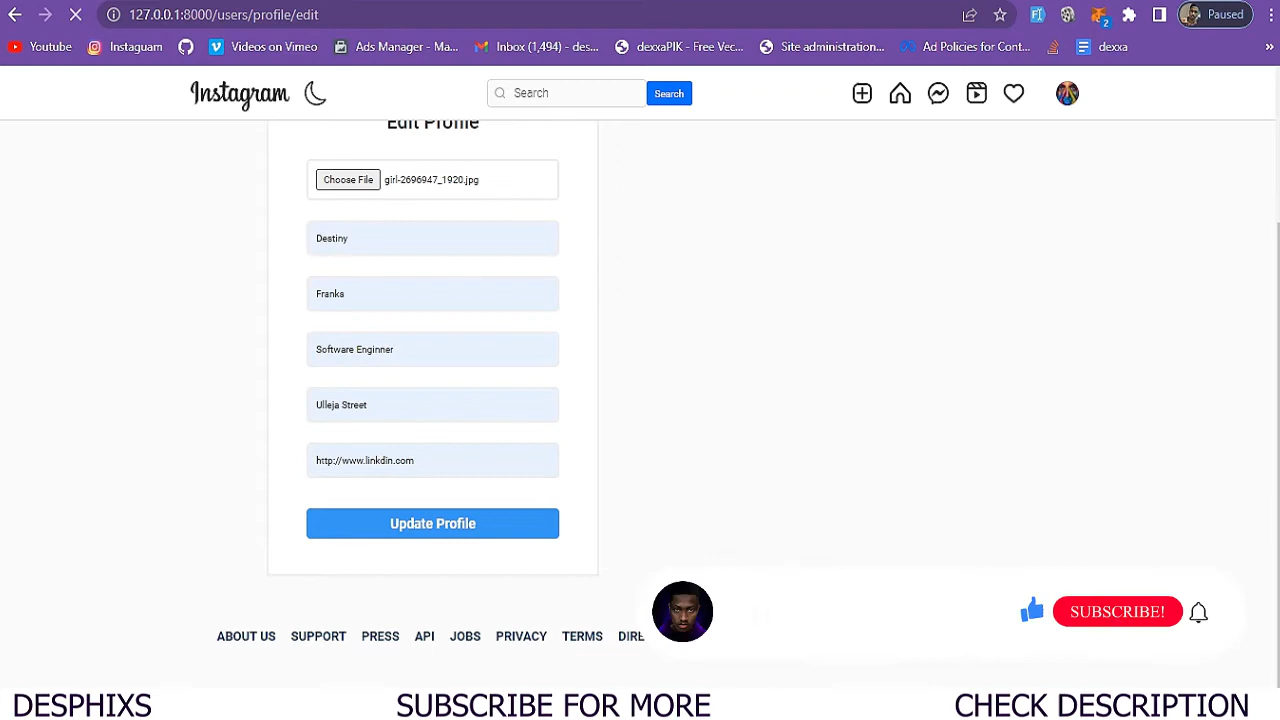 127.0.0.1:8000/users/profile/edit
2
Paused
Youtube
Instaguam
Videos on Vimeo
Ads Manager - Ma...
Inbox (1,494) - des...
dexxaPIK - Free Vec...
Site administration...
Ad Policies for Cont...
dexxa
»
Instagram
Search
Search
Edit Profile
Choose File girl-2696947_1920.jpg
Destiny
Franka
Software Enginner
Ulleja Street
http://www.linkdin.com
Update Profile
SUBSCRIBE!
ABOUT US SUPPORT PRESS API JOBS PRIVACY TERMS DIRE
DESPHIXS SUBSCRIBE FOR MORE CHECK DESCRIPTION